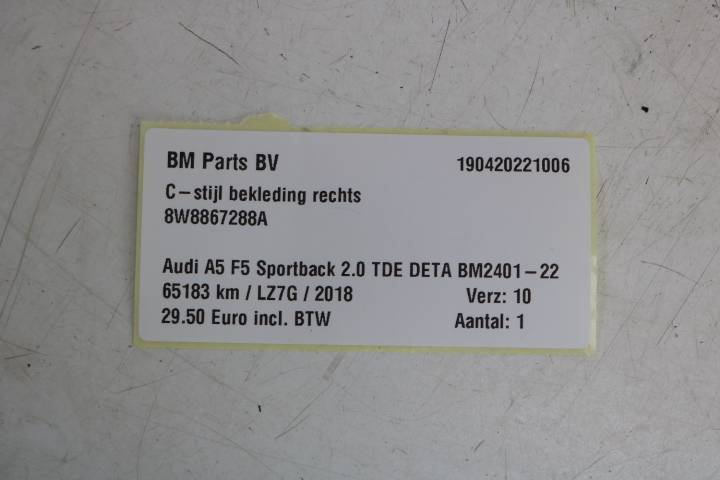 BM Parts BV 190420221006
C-stijl bekleding rechts
8W8867288A
Audi A5 F5 Sportback 2.0 TDE DETA BM2401-22
65183 km / LZ7G / 2018 Verz: 10
29.50 Euro incl. BTW Aantal: 1